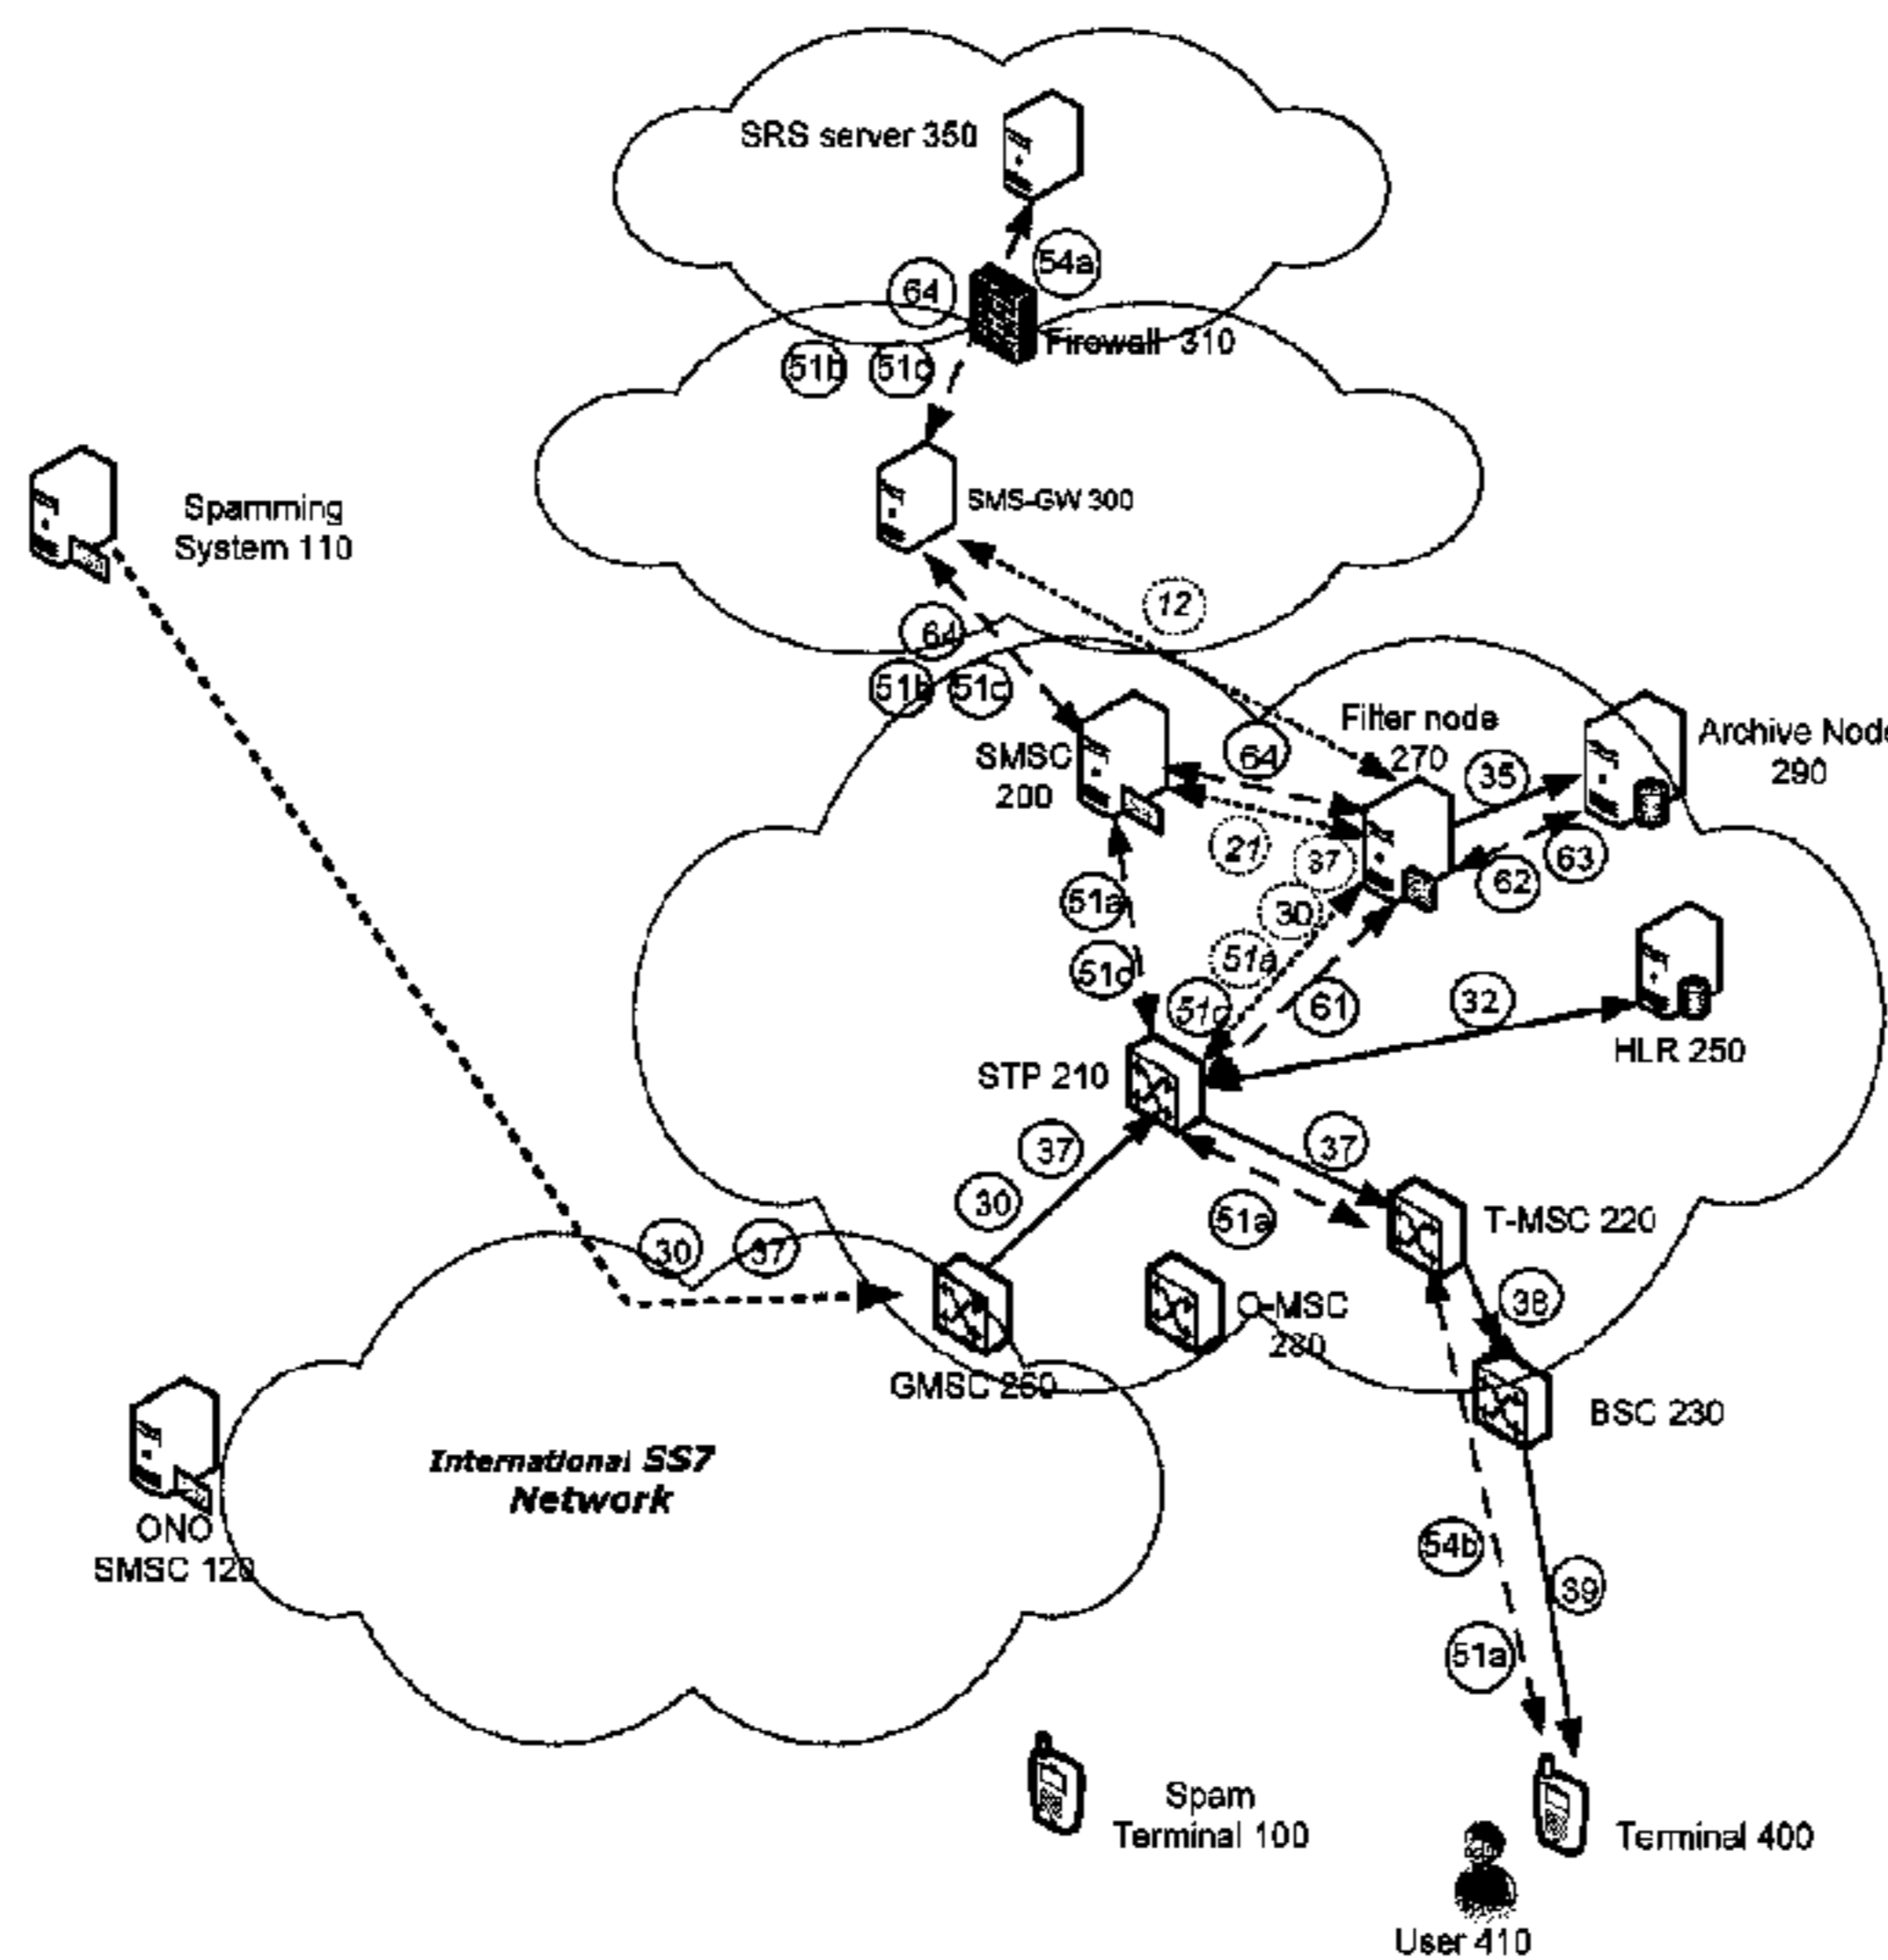 SRS server 350
54a
64
Firewall 310
51b
51c
SMS-GW 300
Spamming
System 110
12
64
51b
51c
SMSC
200
64
Filter node
270
35
Archive Node
290
21
37
63
62
30
51a
51a
51c
51c
61
32
HLR 250
STP 210
37
37
30
51a
T-MSC 220
30
37
38
O-MSC
280
GMSC 260
BSC 230
International SS7
Network
ONO
SMSC 120
54b
39
51a
Spam
Terminal 100
Terminal 400
User 410